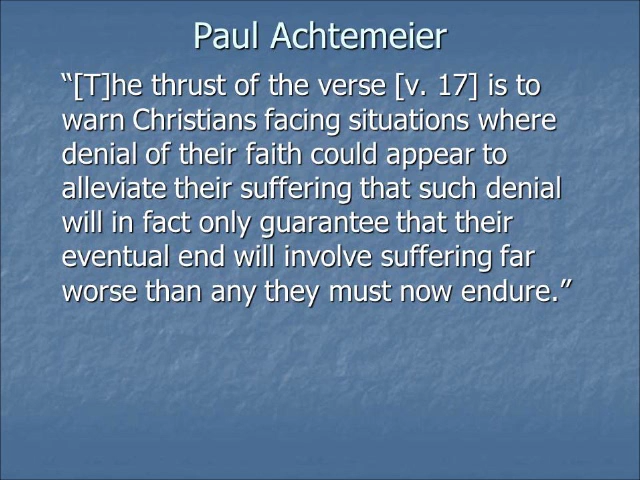 Paul Achtemeier
“[T]he thrust of the verse [v. 17] is to
warn Christians facing situations where
denial of their faith could appear to
alleviate their suffering that such denial
will in fact only guarantee that their
eventual end will involve suffering far
worse than any they must now endure.”